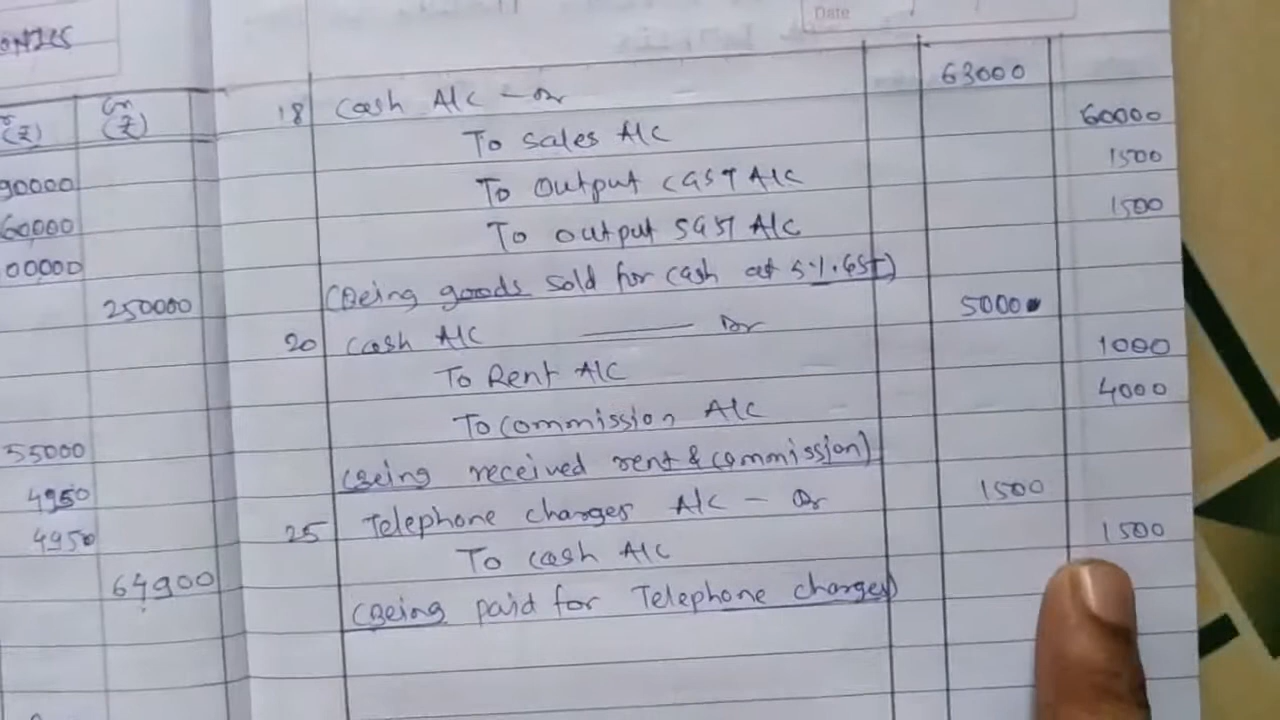 Date
(₹)
Cr
(₹)
90000
60000
00000
250000
55000
4950
4950
64900
18 Cash A/C – Dr 63000
To Sales A/C 60000
To Output CGST A/C 1500
To output SGST A/C 1500
(Being goods sold for cash at 5%.GST)
20 Cash A/C —— Dr 5000
To Rent A/C 1000
To Commission A/C 4000
(Being received rent & commission)
25 Telephone charges A/C – Dr 1500
To cash A/C 1500
(Being paid for Telephone charges)